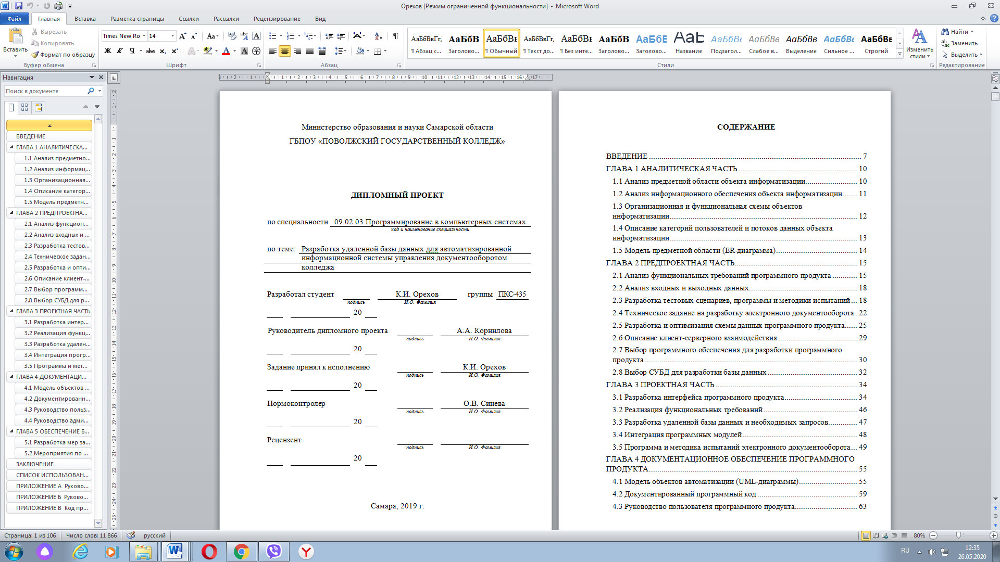 Орехов [Режим ограниченной функциональности] - Microsoft Word
Файл Главная Вставка Разметка страницы Ссылки Рассылки Рецензирование Вид
Вставить
Вырезать
Копировать
Формат по образцу
Буфер обмена
Times New Ro 14
Шрифт
Абзац
АаБбВвГг, АаБбВ АаБбВв АаБбВвГг, АаБбВв АаБбВ АаБбЕ АаЬ АаБбВв АаБбВв АаБбВв АаБбВв АаБбВв
¶ Абзац с... Заголово... ¶ Обычный ¶ Текст до... ¶ Без инте... Заголово... Заголово... Название Подзагол... Слабое в... Выделение Сильное ... Строгий
Стили
Изменить стили
Найти
Заменить
Выделить
Редактирование
Навигация
Поиск в документе
ВВЕДЕНИЕ
ГЛАВА 1 АНАЛИТИЧЕСКА...
1.1 Анализ предметно...
1.2 Анализ информац...
1.3 Организационная...
1.4 Описание категор...
1.5 Модель предметн...
ГЛАВА 2 ПРЕДПРОЕКТНА...
2.1 Анализ функцион...
2.2 Анализ входных и ...
2.3 Разработка тестов...
2.4 Техническое задан...
2.5 Разработка и опти...
2.6 Описание клиент-...
2.7 Выбор программ...
2.8 Выбор СУБД для р...
ГЛАВА 3 ПРОЕКТНАЯ ЧАСТЬ
3.1 Разработка интер...
3.2 Реализация функц...
3.3 Разработка удален...
3.4 Интеграция прогр...
3.5 Программа и мет...
ГЛАВА 4 ДОКУМЕНТАЦИ...
4.1 Модель объектов ...
4.2 Документированн...
4.3 Руководство польз...
4.4 Руководство адми...
ГЛАВА 5 ОБЕСПЕЧЕНИЕ Б...
5.1 Разработка мер за...
5.2 Мероприятия по ...
ЗАКЛЮЧЕНИЕ
СПИСОК ИСПОЛЬЗОВАН...
ПРИЛОЖЕНИЕ А Руково...
ПРИЛОЖЕНИЕ Б Руково...
ПРИЛОЖЕНИЕ В Код пр...
Министерство образования и науки Самарской области
ГБПОУ «ПОВОЛЖСКИЙ ГОСУДАРСТВЕННЫЙ КОЛЛЕДЖ»
ДИПЛОМНЫЙ ПРОЕКТ
по специальности 09.02.03 Программирование в компьютерных системах
код и наименование специальности
по теме: Разработка удаленной базы данных для автоматизированной
информационной системы управления документооборотом
колледжа
Разработал студент К.И. Орехов группы ПКС-435
подпись И.О. Фамилия
20
Руководитель дипломного проекта А.А. Корнилова
подпись И.О. Фамилия
20
Задание принял к исполнению К.И. Орехов
подпись И.О. Фамилия
20
Нормоконтролер О.В. Синева
подпись И.О. Фамилия
20
Рецензент
подпись И.О. Фамилия
20
Самара, 2019 г.
СОДЕРЖАНИЕ
ВВЕДЕНИЕ 7
ГЛАВА 1 АНАЛИТИЧЕСКАЯ ЧАСТЬ 10
1.1 Анализ предметной области объекта информатизации 10
1.2 Анализ информационного обеспечения объекта информатизации 11
1.3 Организационная и функциональная схемы объектов
информатизации 12
1.4 Описание категорий пользователей и потоков данных объекта
информатизации 13
1.5 Модель предметной области (ER-диаграмма) 14
ГЛАВА 2 ПРЕДПРОЕКТНАЯ ЧАСТЬ 15
2.1 Анализ функциональных требований программного продукта 15
2.2 Анализ входных и выходных данных 18
2.3 Разработка тестовых сценариев, программы и методики испытаний 18
2.4 Техническое задание на разработку электронного документооборота 22
2.5 Разработка и оптимизация схемы данных программного продукта 25
2.6 Описание клиент-серверного взаимодействия 29
2.7 Выбор программного обеспечения для разработки программного
продукта 30
2.8 Выбор СУБД для разработки базы данных 32
ГЛАВА 3 ПРОЕКТНАЯ ЧАСТЬ 34
3.1 Разработка интерфейса программного продукта 34
3.2 Реализация функциональных требований 46
3.3 Разработка удаленной базы данных и необходимых запросов 47
3.4 Интеграция программных модулей 48
3.5 Программа и методика испытаний электронного документооборота 49
ГЛАВА 4 ДОКУМЕНТАЦИОННОЕ ОБЕСПЕЧЕНИЕ ПРОГРАММНОГО
ПРОДУКТА 55
4.1 Модель объектов автоматизации (UML-диаграммы) 55
4.2 Документированный программный код 59
4.3 Руководство пользователя программного продукта 63
Страница: 1 из 106 Число слов: 11 866 русский 80%
RU 12:35
26.05.2020